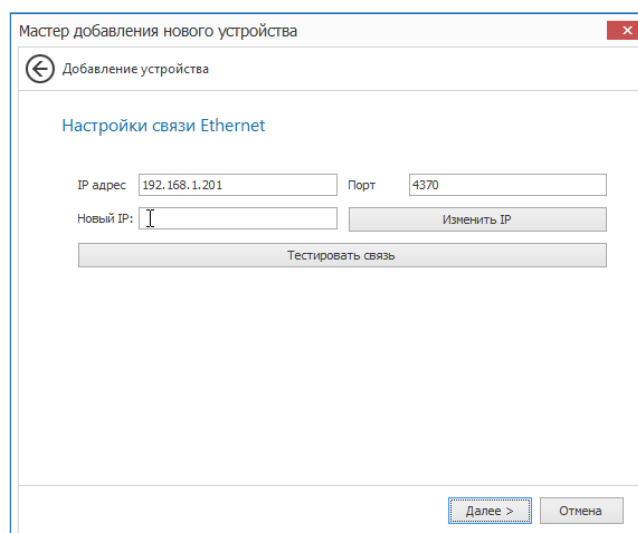 Мастер добавления нового устройства
Добавление устройства
Настройки связи Ethernet
IP адрес 192.168.1.201 Порт 4370
Новый IP: Изменить IP
Тестировать связь
Далее > Отмена